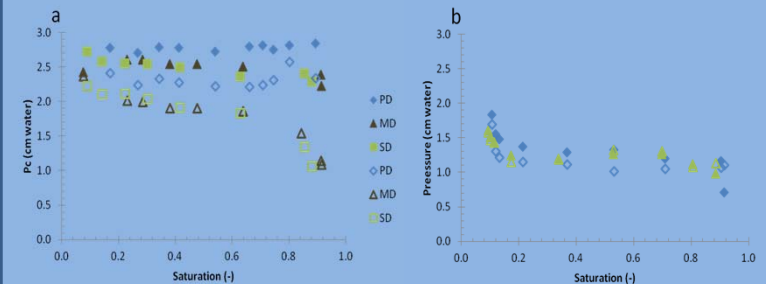 a
3.0
2.5
2.0
1.5
1.0
0.5
0.0
Pc (cm water)
0.0 0.2 0.4 0.6 0.8 1.0
Saturation (-)
PD
MD
SD
PD
MD
SD
b
3.0
2.5
2.0
1.5
1.0
0.5
0.0
Preessure (cm water)
0.0 0.2 0.4 0.6 0.8 1.0
Saturation (-)